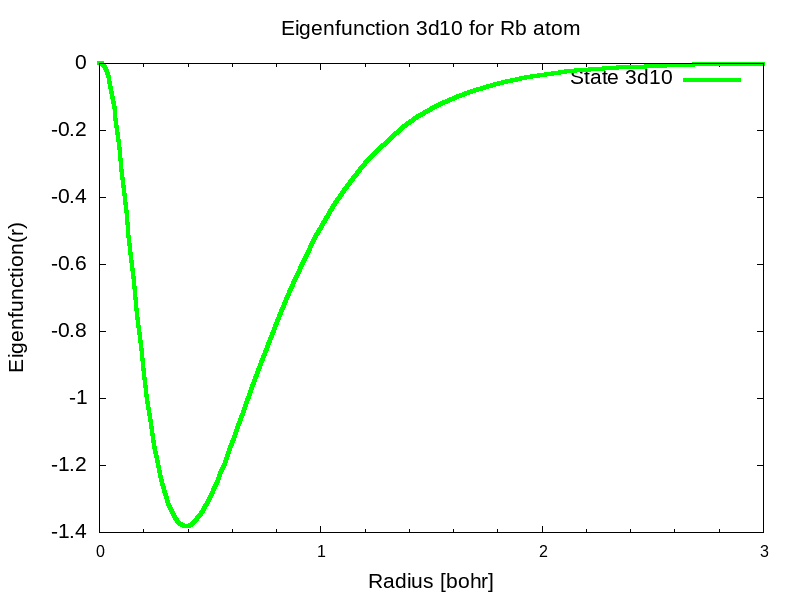 Eigenfunction 3d10 for Rb atom
0
State 3d10
-0.2
-0.4
-0.6
Eigenfunction(r)
-0.8
-1
-1.2
-1.4
0 1 2 3
Radius [bohr]